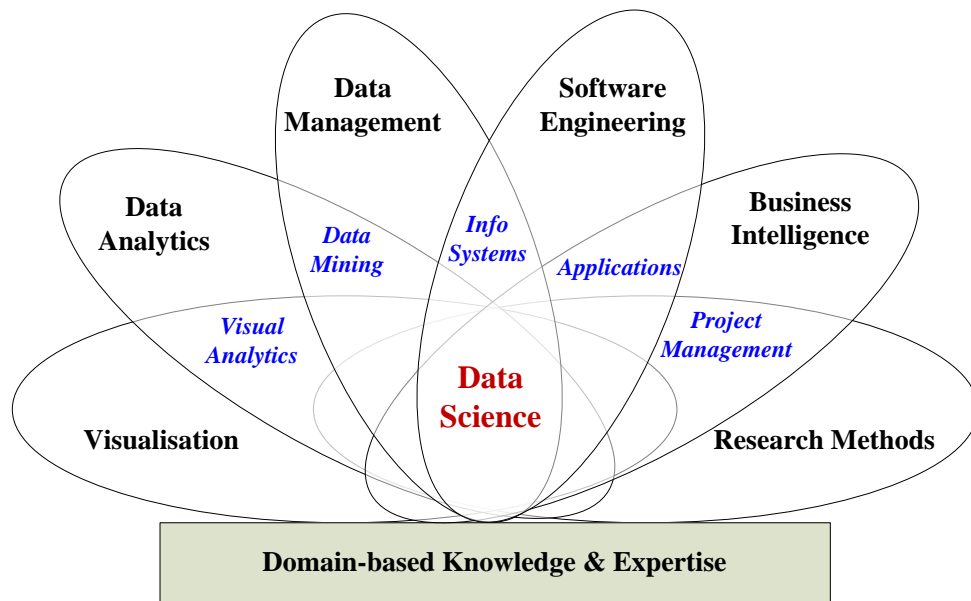 Data
Management
Software
Engineering
Data
Analytics
Business
Intelligence
Data
Mining
Info
Systems
Applications
Visual
Analytics
Project
Management
Data
Science
Visualisation
Research Methods
Domain-based Knowledge & Expertise